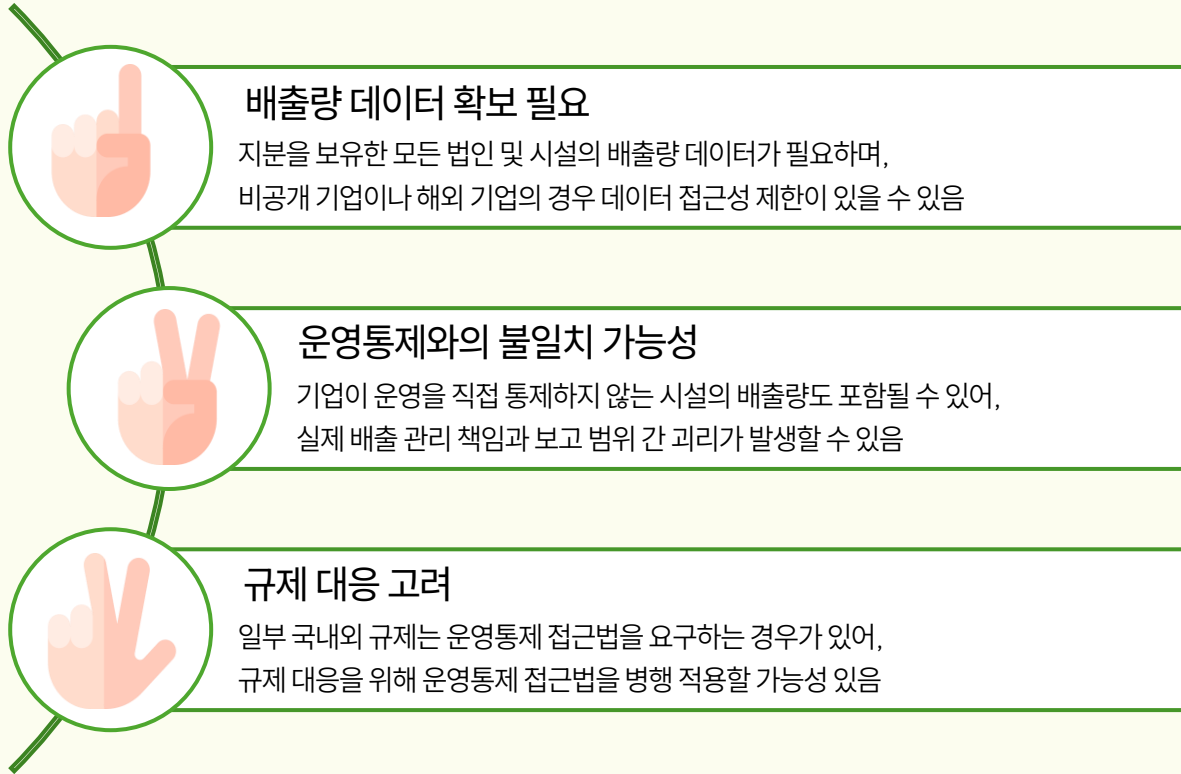 배출량 데이터 확보 필요
지분을 보유한 모든 법인 및 시설의 배출량 데이터가 필요하며,
비공개 기업이나 해외 기업의 경우 데이터 접근성 제한이 있을 수 있음
운영통제와의 불일치 가능성
기업이 운영을 직접 통제하지 않는 시설의 배출량도 포함될 수 있어,
실제 배출 관리 책임과 보고 범위 간 괴리가 발생할 수 있음
규제 대응 고려
일부 국내외 규제는 운영통제 접근법을 요구하는 경우가 있어,
규제 대응을 위해 운영통제 접근법을 병행 적용할 가능성 있음